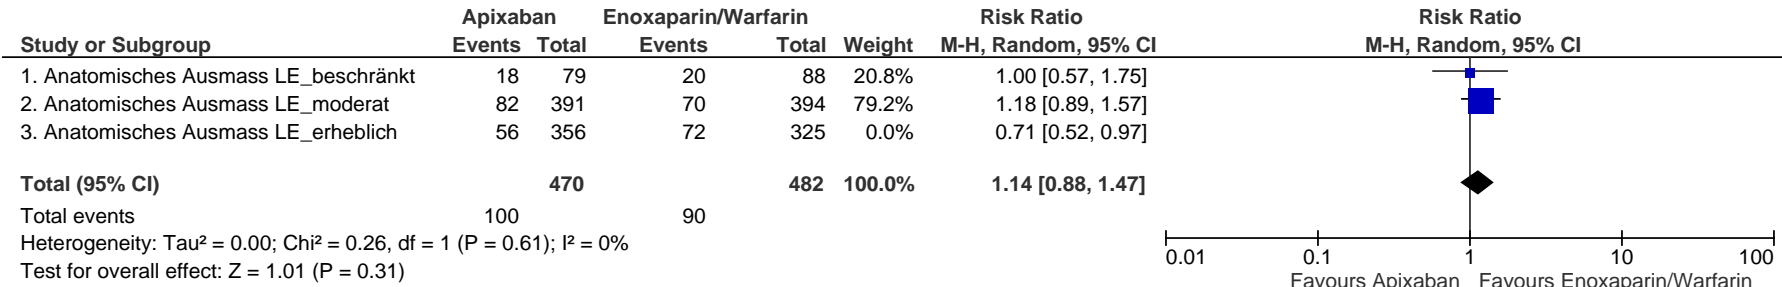 Apixaban Enoxaparin/Warfarin Risk Ratio Risk Ratio
Study or Subgroup Events Total Events Total Weight M-H, Random, 95% CI M-H, Random, 95% CI
1. Anatomisches Ausmass LE_beschränkt 18 79 20 88 20.8% 1.00 [0.57, 1.75]
2. Anatomisches Ausmass LE_moderat 82 391 70 394 79.2% 1.18 [0.89, 1.57]
3. Anatomisches Ausmass LE_erheblich 56 356 72 325 0.0% 0.71 [0.52, 0.97]
Total (95% CI) 470 482 100.0% 1.14 [0.88, 1.47]
Total events 100 90
Heterogeneity: Tau² = 0.00; Chi² = 0.26, df = 1 (P = 0.61); I² = 0%
Test for overall effect: Z = 1.01 (P = 0.31)
0.01 0.1 1 10 100
Favours Apixaban Favours Enoxaparin/Warfarin